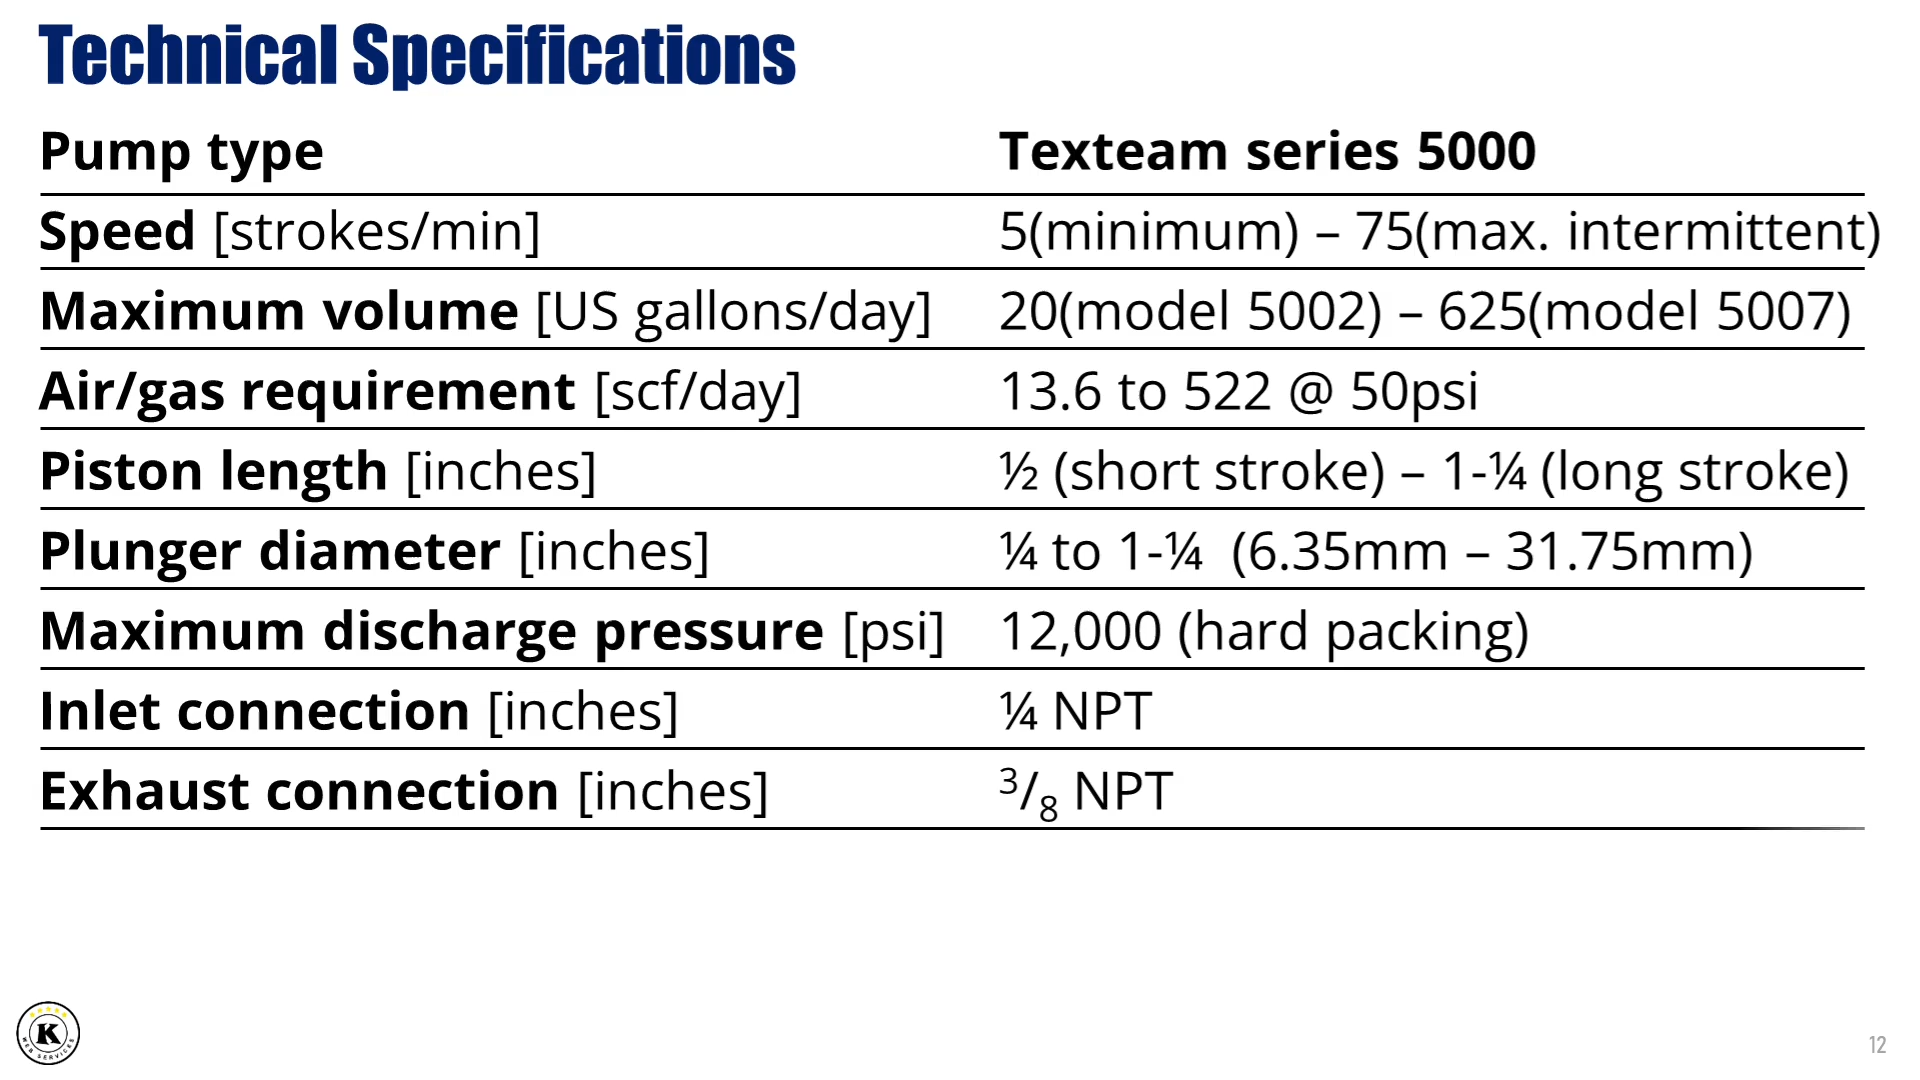 Technical Specifications
Pump type Texteam series 5000
Speed [strokes/min] 5(minimum) – 75(max. intermittent)
Maximum volume [US gallons/day] 20(model 5002) – 625(model 5007)
Air/gas requirement [scf/day] 13.6 to 522 @ 50psi
Piston length [inches] ½ (short stroke) – 1-¼ (long stroke)
Plunger diameter [inches] ¼ to 1-¼ (6.35mm – 31.75mm)
Maximum discharge pressure [psi] 12,000 (hard packing)
Inlet connection [inches] ¼ NPT
Exhaust connection [inches] 3/8 NPT
K
WEB SERVICES
12